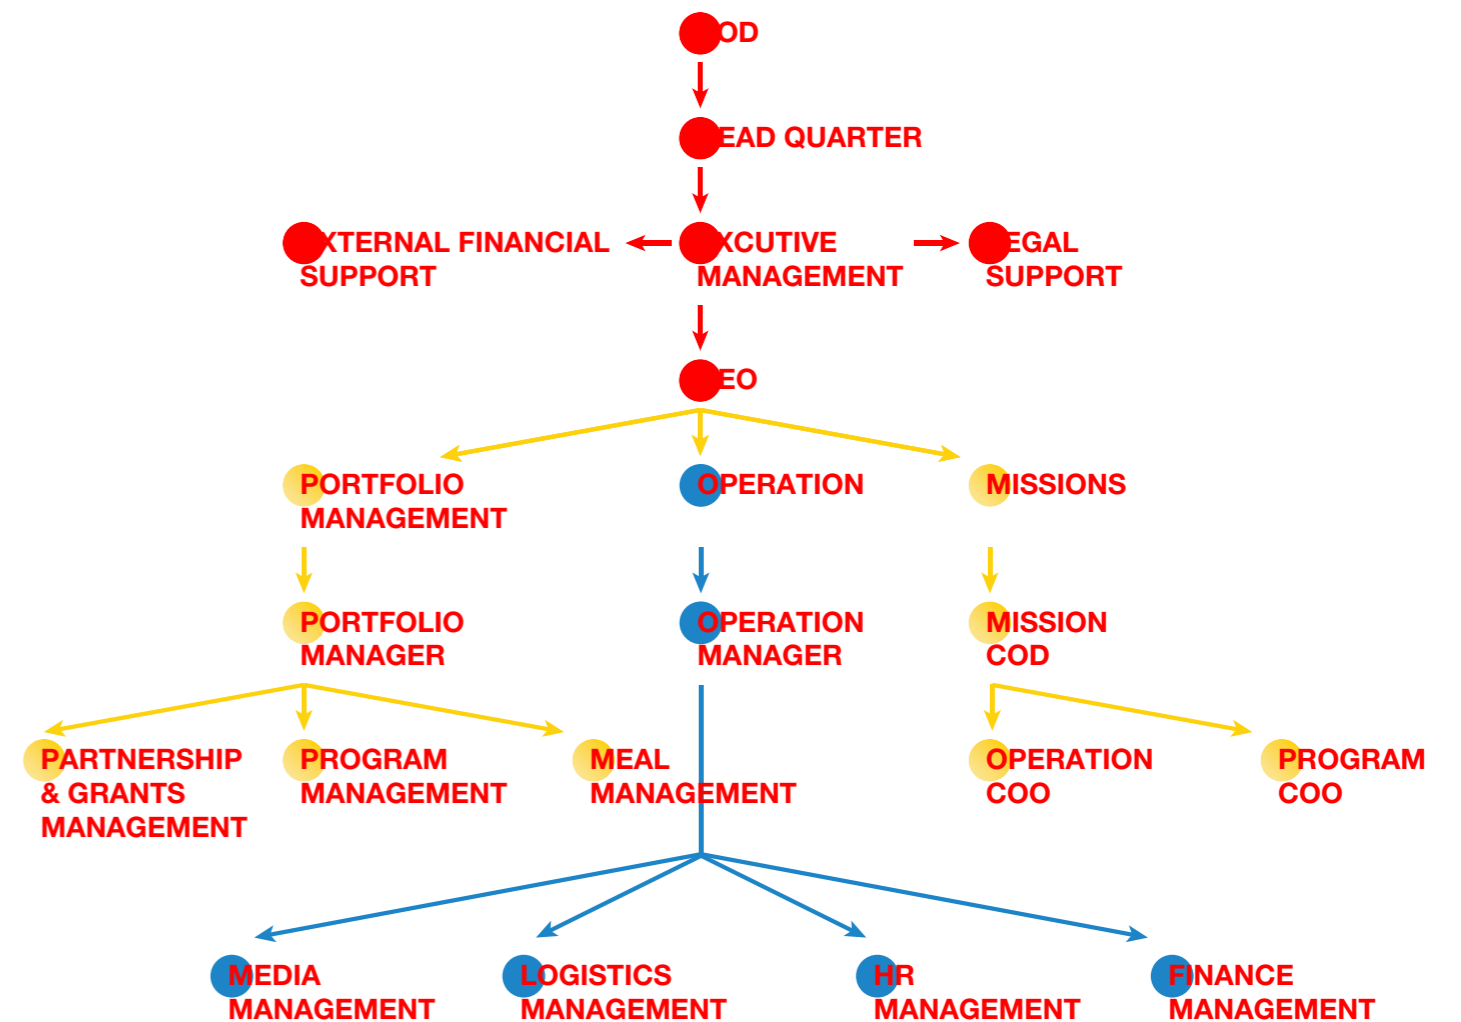 OD
EAD QUARTER
XTERNAL FINANCIAL
SUPPORT
XCUTIVE
MANAGEMENT
EGAL
SUPPORT
EO
PORTFOLIO
MANAGEMENT
OPERATION
MISSIONS
PORTFOLIO
MANAGER
OPERATION
MANAGER
MISSION
COD
PARTNERSHIP
& GRANTS
MANAGEMENT
PROGRAM
MANAGEMENT
MEAL
MANAGEMENT
OPERATION
COO
PROGRAM
COO
MEDIA
MANAGEMENT
LOGISTICS
MANAGEMENT
HR
MANAGEMENT
FINANCE
MANAGEMENT